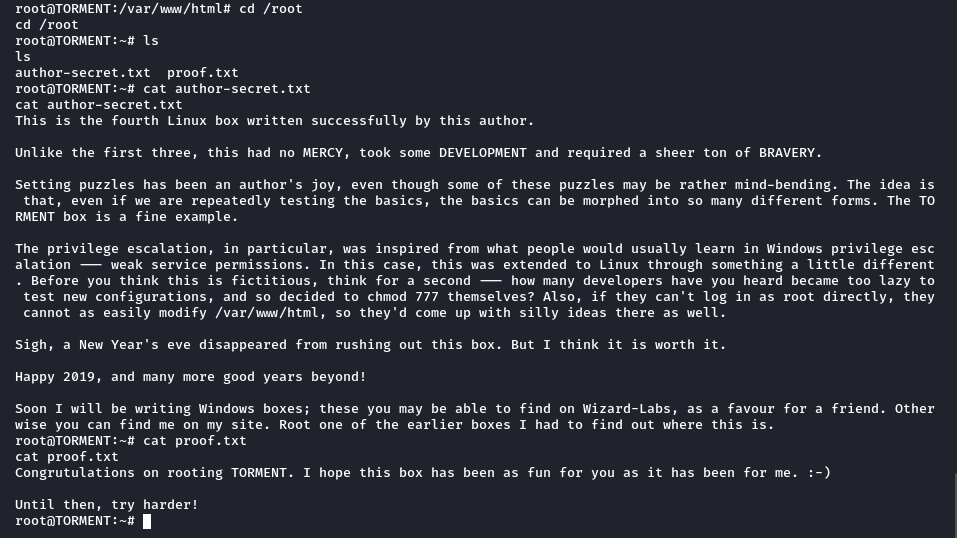 root@TORMENT:/var/www/html# cd /root
cd /root
root@TORMENT:~# ls
ls
author-secret.txt  proof.txt
root@TORMENT:~# cat author-secret.txt
cat author-secret.txt
This is the fourth Linux box written successfully by this author.

Unlike the first three, this had no MERCY, took some DEVELOPMENT and required a sheer ton of BRAVERY.

Setting puzzles has been an author's joy, even though some of these puzzles may be rather mind-bending. The idea is
 that, even if we are repeatedly testing the basics, the basics can be morphed into so many different forms. The TO
RMENT box is a fine example.

The privilege escalation, in particular, was inspired from what people would usually learn in Windows privilege esc
alation --- weak service permissions. In this case, this was extended to Linux through something a little different
. Before you think this is fictitious, think for a second --- how many developers have you heard became too lazy to
 test new configurations, and so decided to chmod 777 themselves? Also, if they can't log in as root directly, they
 cannot as easily modify /var/www/html, so they'd come up with silly ideas there as well.

Sigh, a New Year's eve disappeared from rushing out this box. But I think it is worth it.

Happy 2019, and many more good years beyond!

Soon I will be writing Windows boxes; these you may be able to find on Wizard-Labs, as a favour for a friend. Other
wise you can find me on my site. Root one of the earlier boxes I had to find out where this is.
root@TORMENT:~# cat proof.txt
cat proof.txt
Congrutulations on rooting TORMENT. I hope this box has been as fun for you as it has been for me. :-)

Until then, try harder!
root@TORMENT:~#